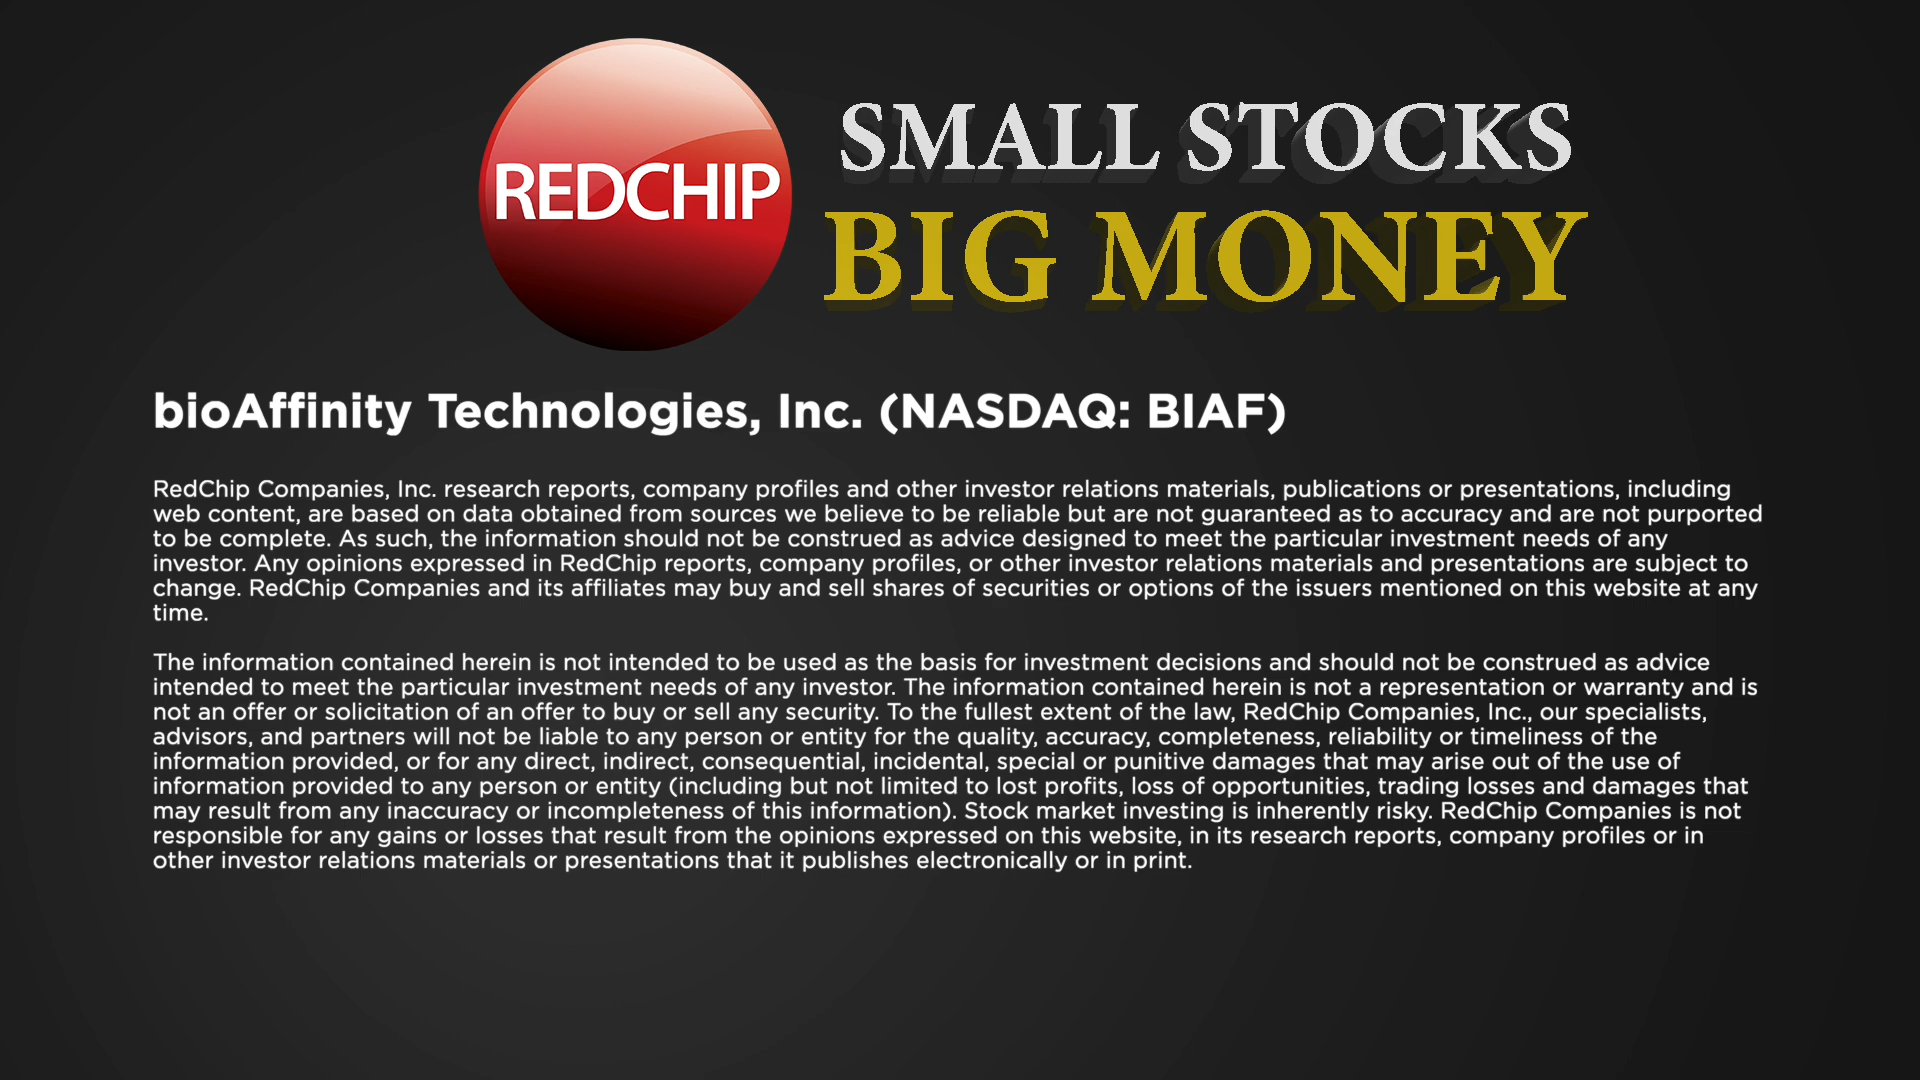 REDCHIP
SMALL STOCKS
BIG MONEY
bioAffinity Technologies, Inc. (NASDAQ: BIAF)
RedChip Companies, Inc. research reports, company profiles and other investor relations materials, publications or presentations, including
web content, are based on data obtained from sources we believe to be reliable but are not guaranteed as to accuracy and are not purported
to be complete. As such, the information should not be construed as advice designed to meet the particular investment needs of any
investor. Any opinions expressed in RedChip reports, company profiles, or other investor relations materials and presentations are subject to
change. RedChip Companies and its affiliates may buy and sell shares of securities or options of the issuers mentioned on this website at any
time.
The information contained herein is not intended to be used as the basis for investment decisions and should not be construed as advice
intended to meet the particular investment needs of any investor. The information contained herein is not a representation or warranty and is
not an offer or solicitation of an offer to buy or sell any security. To the fullest extent of the law, RedChip Companies, Inc., our specialists,
advisors, and partners will not be liable to any person or entity for the quality, accuracy, completeness, reliability or timeliness of the
information provided, or for any direct, indirect, consequential, incidental, special or punitive damages that may arise out of the use of
information provided to any person or entity (including but not limited to lost profits, loss of opportunities, trading losses and damages that
may result from any inaccuracy or incompleteness of this information). Stock market investing is inherently risky. RedChip Companies is not
responsible for any gains or losses that result from the opinions expressed on this website, in its research reports, company profiles or in
other investor relations materials or presentations that it publishes electronically or in print.